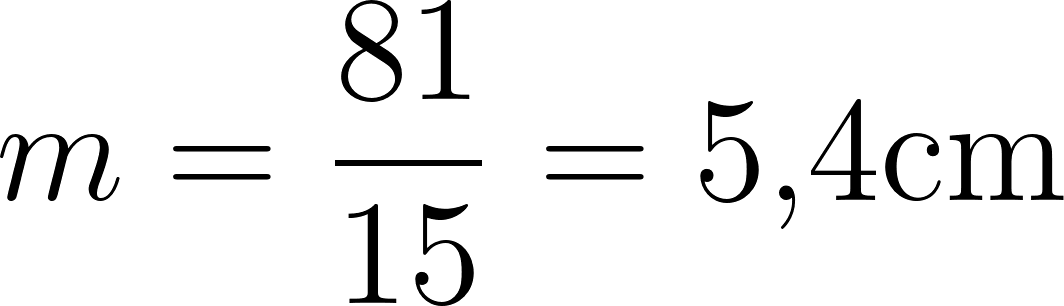 m = 81/15 = 5,4cm